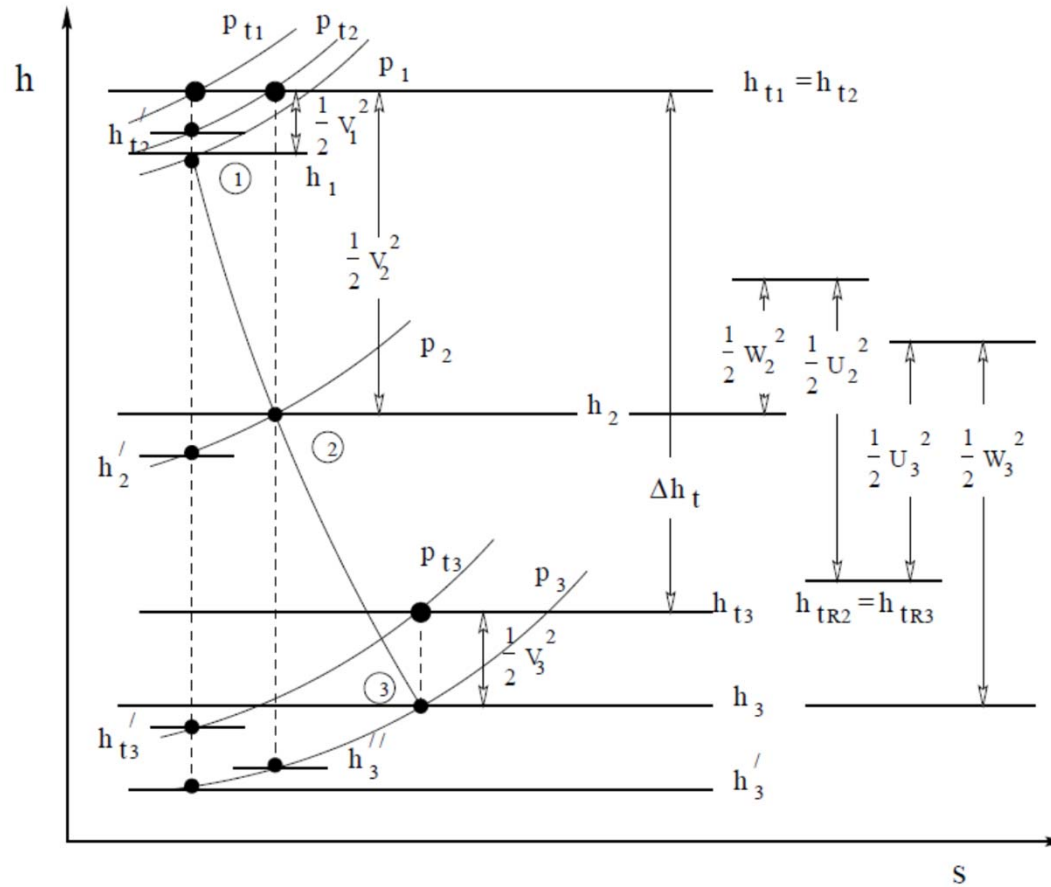 h
p t1
p t2
p 1
h t1 = h t2
h t2 /
1/2 V1 2
1
h 1
1/2 V2 2
p 2
1/2 W2 2
1/2 U2 2
h 2
2
h 2 /
1/2 U3 2
1/2 W3 2
Δh t
p t3
p 3
h t3
h tR2 = h tR3
1/2 V3 2
3
h 3
h t3 /
h 3 //
h 3 /
s